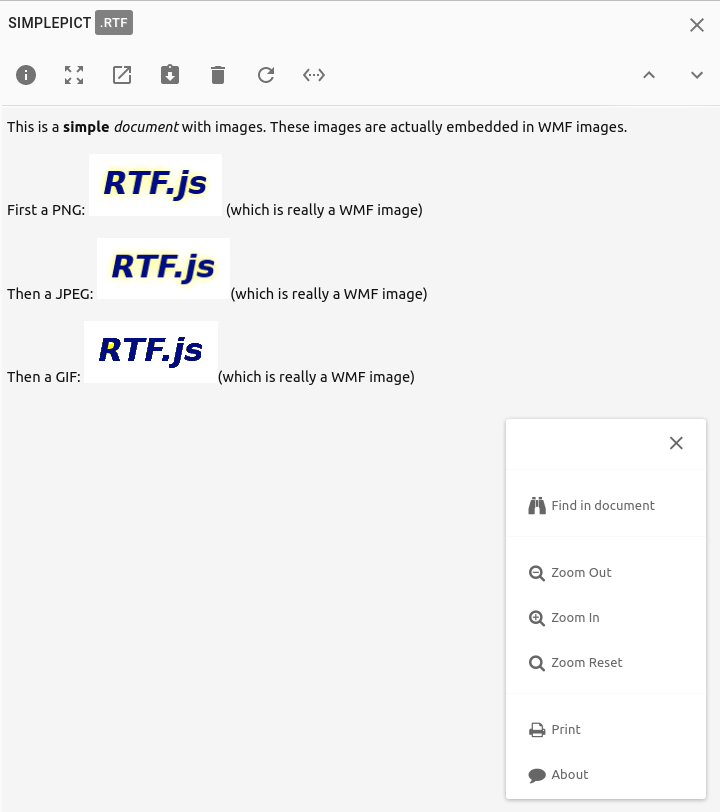 SIMPLEPICT .RTF
This is a simple document with images. These images are actually embedded in WMF images.
RTF.js
First a PNG: (which is really a WMF image)
RTF.js
Then a JPEG: (which is really a WMF image)
RTF.js
Then a GIF: (which is really a WMF image)
Find in document
Zoom Out
Zoom In
Zoom Reset
Print
About